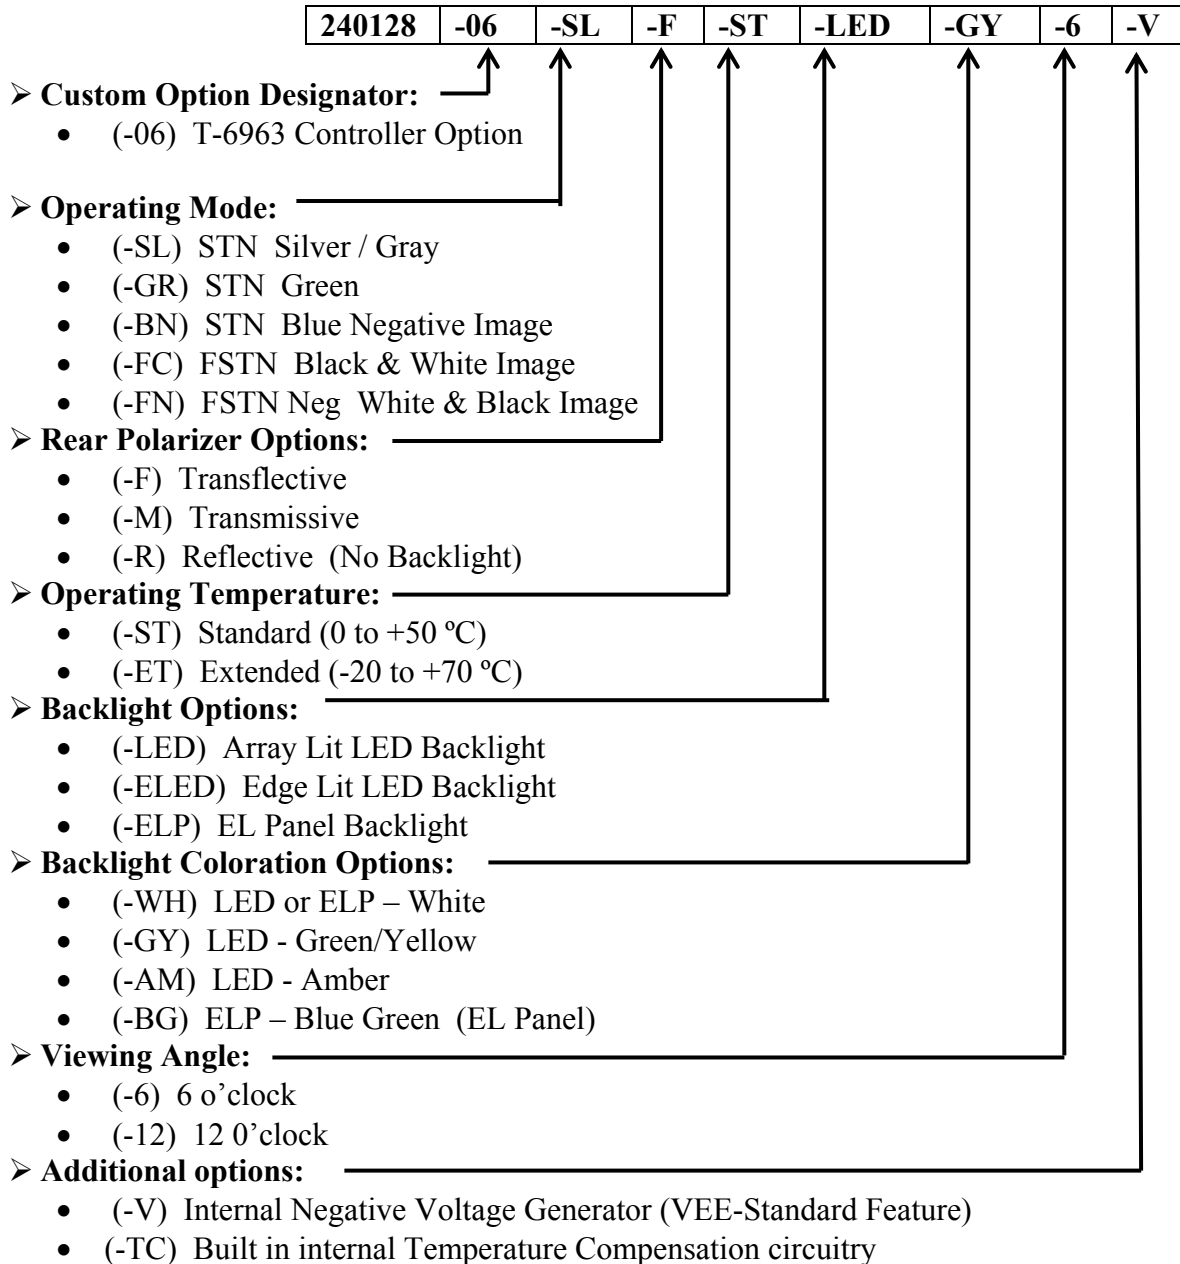 240128 -06 -SL -F -ST -LED -GY -6 -V
➢ Custom Option Designator:
• (-06) T-6963 Controller Option
➢ Operating Mode:
• (-SL) STN Silver / Gray
• (-GR) STN Green
• (-BN) STN Blue Negative Image
• (-FC) FSTN Black & White Image
• (-FN) FSTN Neg White & Black Image
➢ Rear Polarizer Options:
• (-F) Transflective
• (-M) Transmissive
• (-R) Reflective (No Backlight)
➢ Operating Temperature:
• (-ST) Standard (0 to +50 ºC)
• (-ET) Extended (-20 to +70 ºC)
➢ Backlight Options:
• (-LED) Array Lit LED Backlight
• (-ELED) Edge Lit LED Backlight
• (-ELP) EL Panel Backlight
➢ Backlight Coloration Options:
• (-WH) LED or ELP – White
• (-GY) LED - Green/Yellow
• (-AM) LED - Amber
• (-BG) ELP – Blue Green (EL Panel)
➢ Viewing Angle:
• (-6) 6 o’clock
• (-12) 12 0’clock
➢ Additional options:
• (-V) Internal Negative Voltage Generator (VEE-Standard Feature)
• (-TC) Built in internal Temperature Compensation circuitry